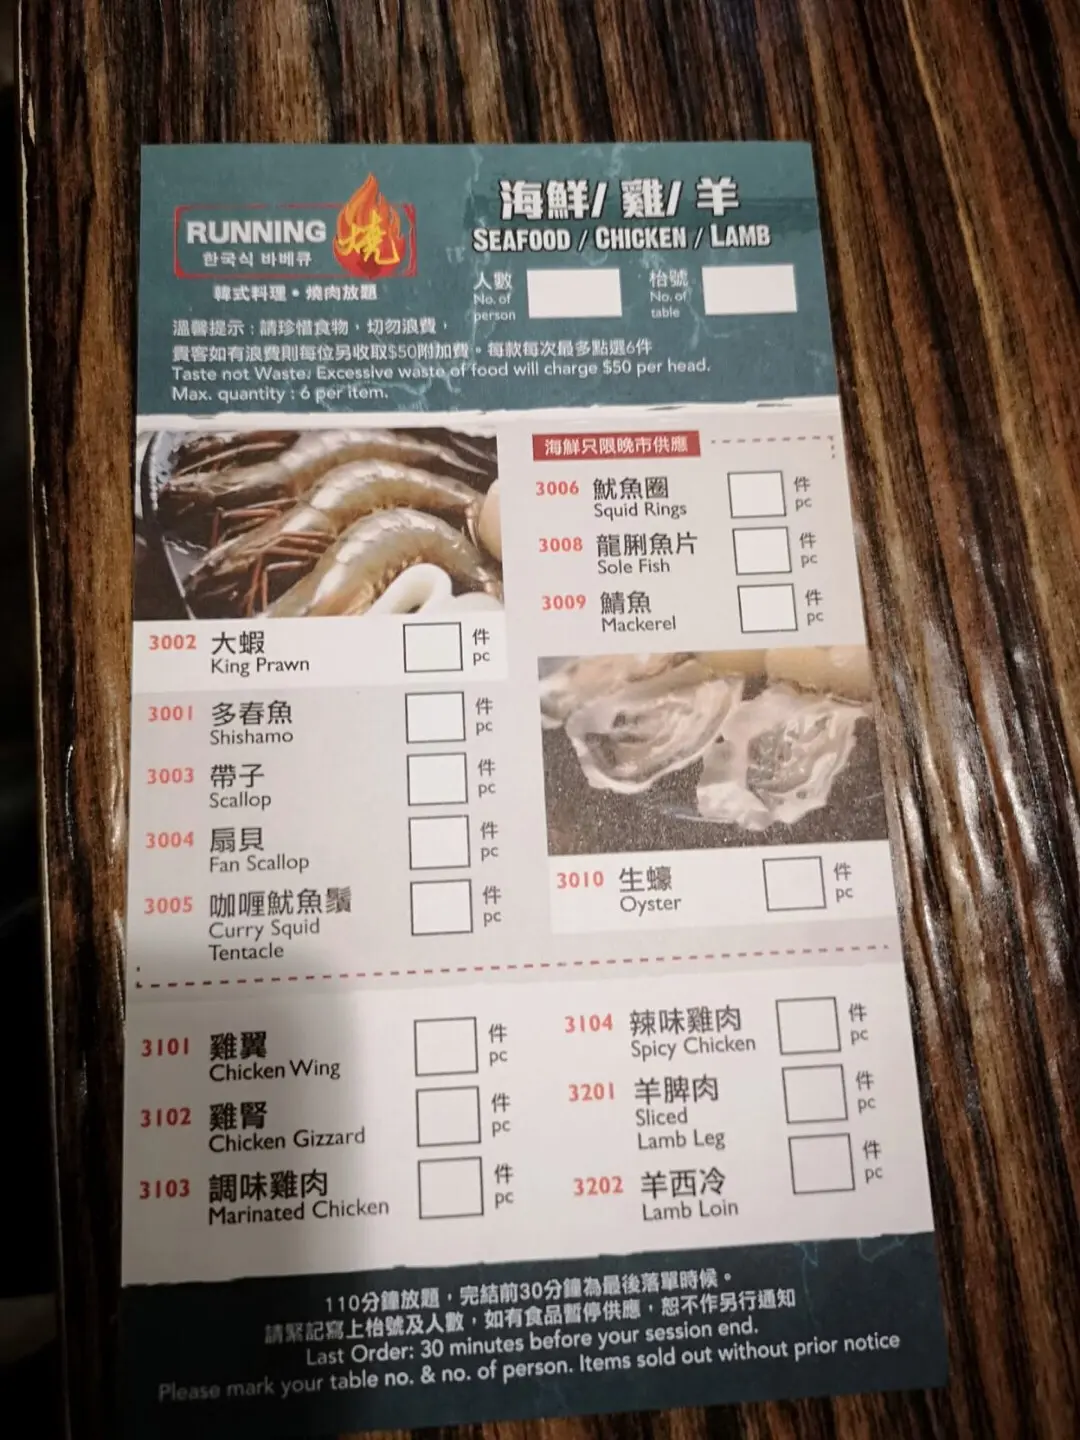 RUNNING 燒
한국식 바베큐
韓式料理・燒肉放題
海鮮/ 雞/ 羊
SEAFOOD / CHICKEN / LAMB
人數
No. of
person
枱號
No. of
table
溫馨提示：請珍惜食物，切勿浪費，
貴客如有浪費則每位另收取$50附加費。每款每次最多點選6件
Taste not Waste. Excessive waste of food will charge $50 per head.
Max. quantity : 6 per item.
3002 大蝦 件
King Prawn pc
3001 多春魚 件
Shishamo pc
3003 帶子 件
Scallop pc
3004 扇貝 件
Fan Scallop pc
3005 咖喱魷魚鬚 件
Curry Squid pc
Tentacle
海鮮只限晚市供應
3006 魷魚圈 件
Squid Rings pc
3008 龍脷魚片 件
Sole Fish pc
3009 鯖魚 件
Mackerel pc
3010 生蠔 件
Oyster pc
3101 雞翼 件
Chicken Wing pc
3102 雞腎 件
Chicken Gizzard pc
3103 調味雞肉 件
Marinated Chicken pc
3104 辣味雞肉 件
Spicy Chicken pc
3201 羊脾肉 件
Sliced pc
Lamb Leg
3202 羊西冷 件
Lamb Loin pc
110分鐘放題，完結前30分鐘為最後落單時候。
請緊記寫上枱號及人數，如有食品暫停供應，恕不作另行通知
Last Order: 30 minutes before your session end.
Please mark your table no. & no. of person. Items sold out without prior notice